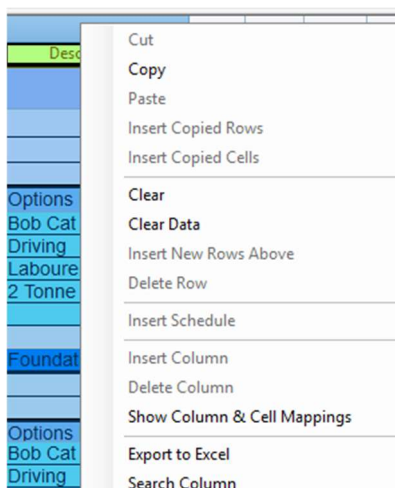 Desc
Cut
Copy
Paste
Insert Copied Rows
Insert Copied Cells
Clear
Options
Clear Data
Bob Cat
Driving
Insert New Rows Above
Laboure
Delete Row
2 Tonne
Insert Schedule
Foundat
Insert Column
Delete Column
Show Column & Cell Mappings
Options
Bob Cat
Export to Excel
Driving
Search Column